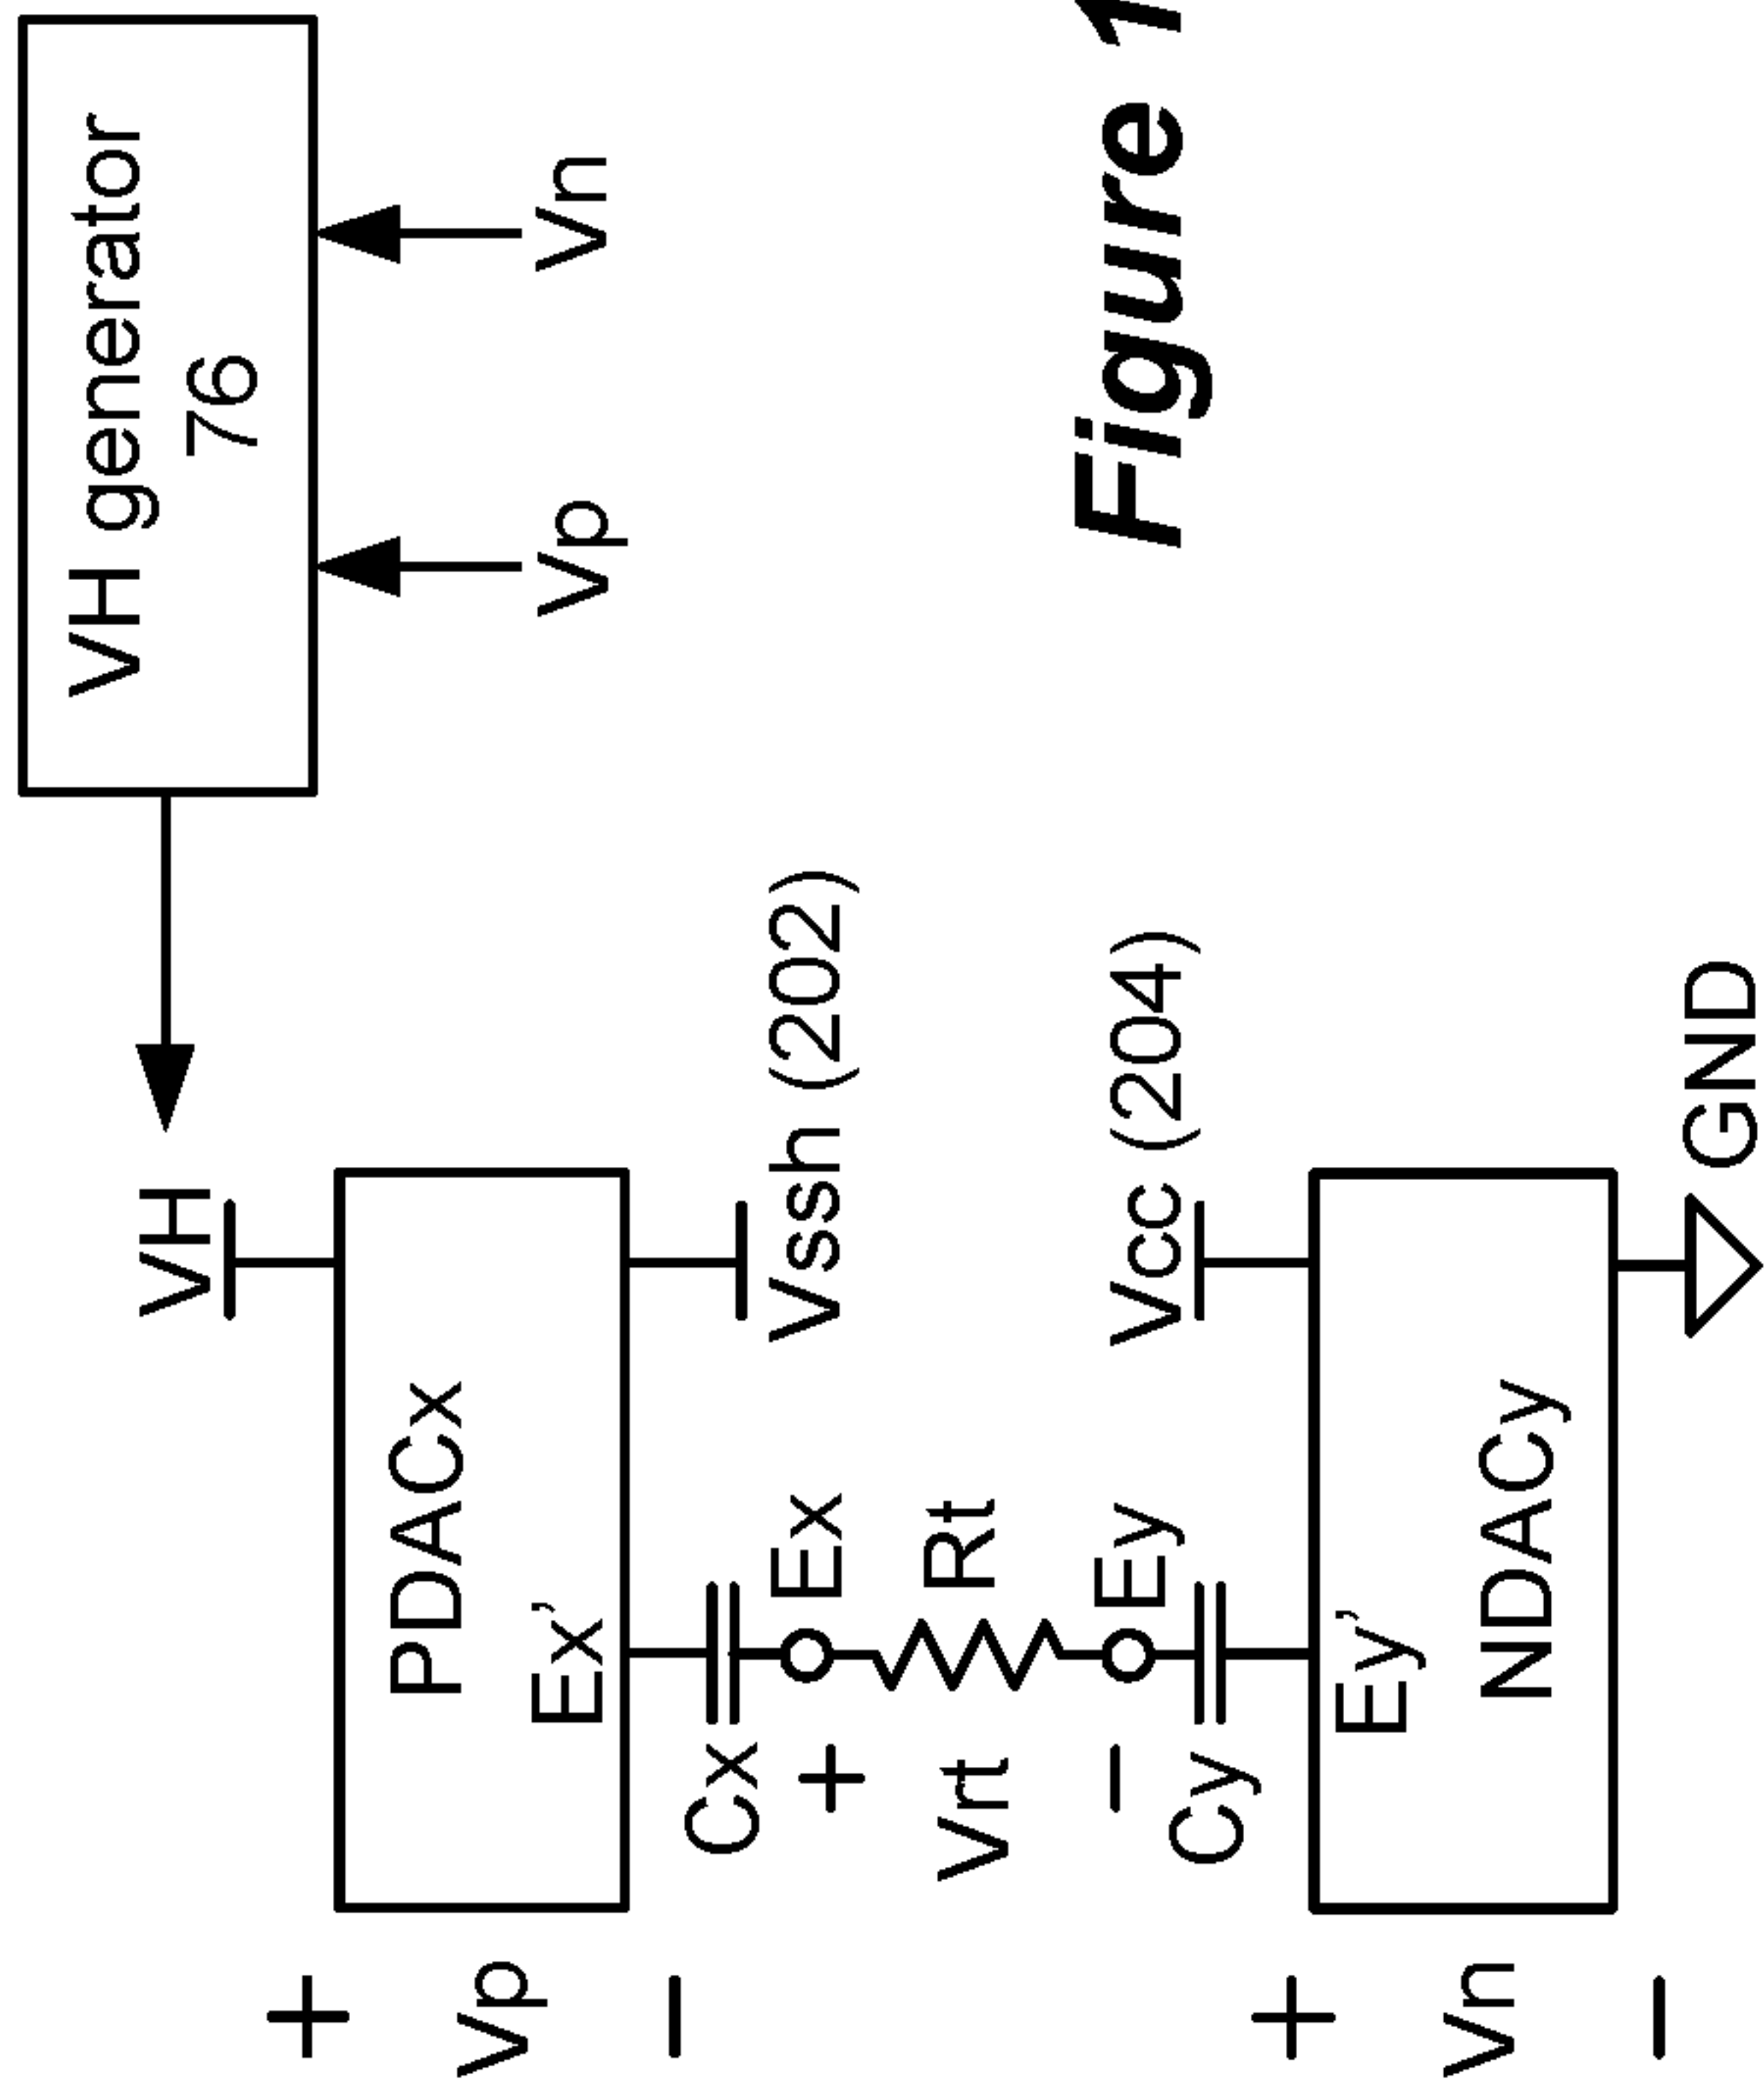 VH
VH generator
76
+
Vp
−
PDACx
Ex’
Vp
Vn
Vssh (202)
Cx
Ex
+
Vrt
−
Rt
Ey
Cy
Vcc (204)
+
Vn
−
Ey’
NDACy
GND
Figure 1